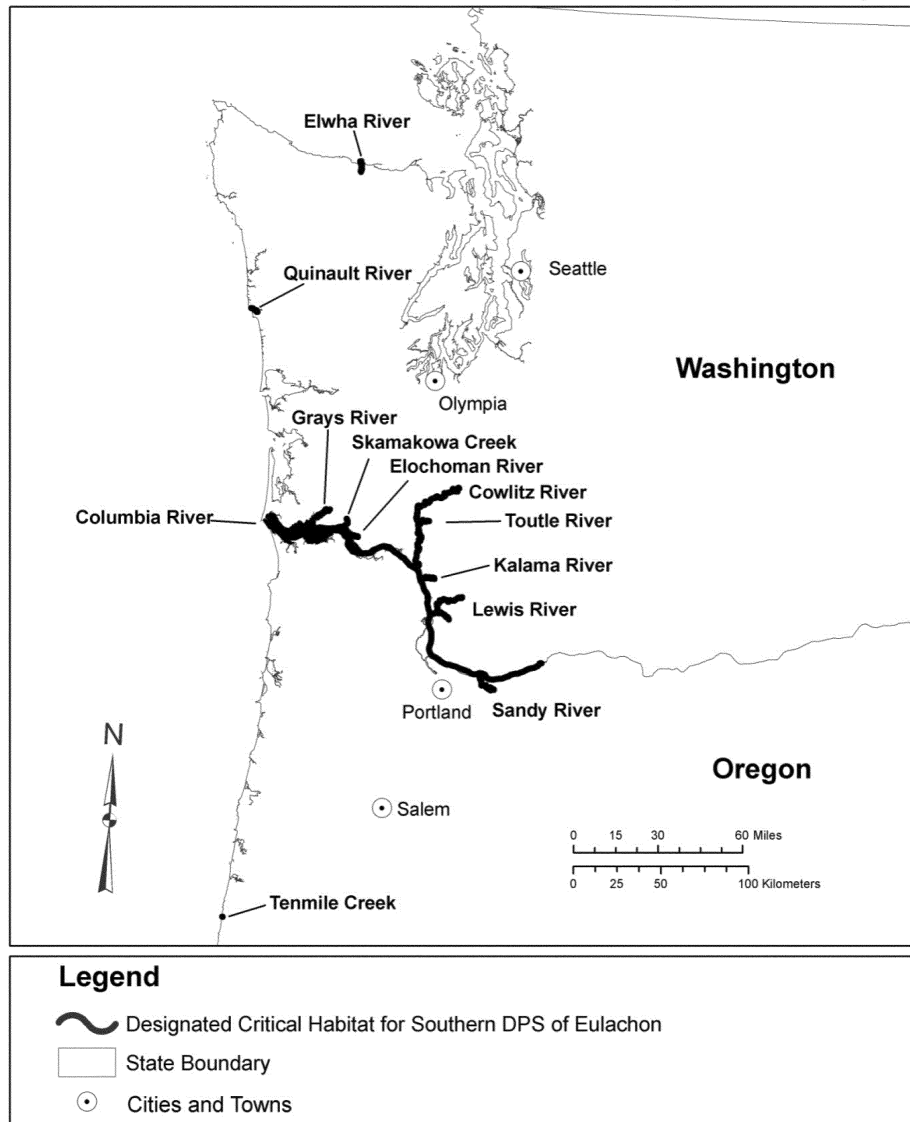 Elwha River
Quinault River
Seattle
Washington
Olympia
Grays River
Skamakowa Creek
Elochoman River
Cowlitz River
Columbia River
Toutle River
Kalama River
Lewis River
Portland
Sandy River
N
Oregon
Salem
0 15 30 60 Miles
0 25 50 100 Kilometers
Tenmile Creek
Legend
Designated Critical Habitat for Southern DPS of Eulachon
State Boundary
Cities and Towns